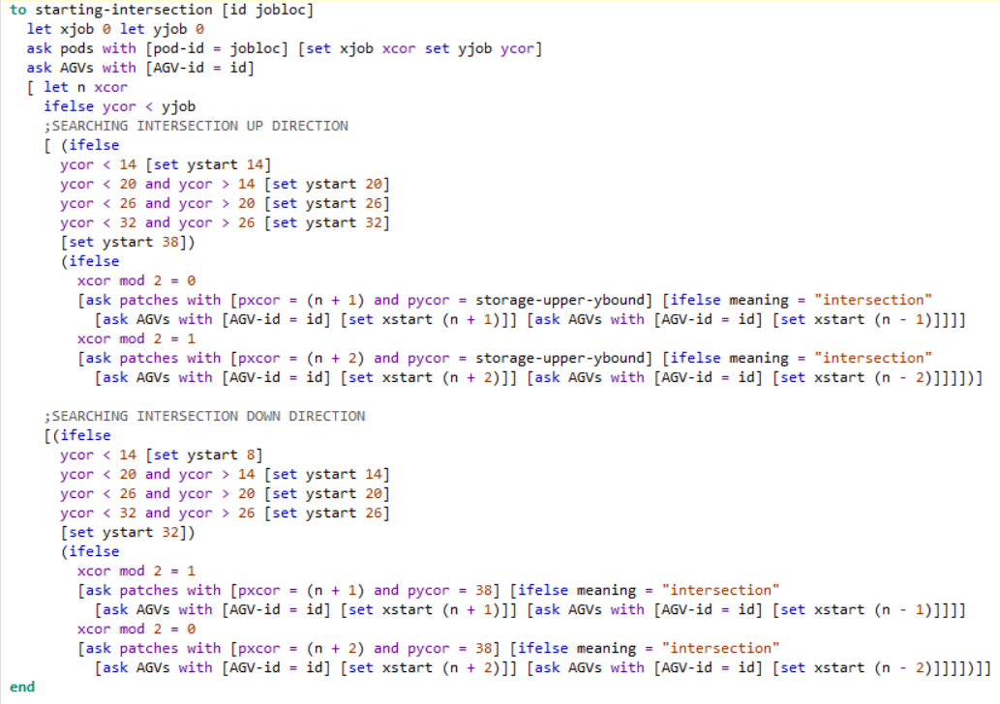 to starting-intersection [id jobloc]
let xjob 0 let yjob 0
ask pods with [pod-id = jobloc] [set xjob xcor set yjob ycor]
ask AGVs with [AGV-id = id]
[ let n xcor
ifelse ycor < yjob
;SEARCHING INTERSECTION UP DIRECTION
[ (ifelse
ycor < 14 [set ystart 14]
ycor < 20 and ycor > 14 [set ystart 20]
ycor < 26 and ycor > 20 [set ystart 26]
ycor < 32 and ycor > 26 [set ystart 32]
[set ystart 38])
(ifelse
xcor mod 2 = 0
[ask patches with [pxcor = (n + 1) and pycor = storage-upper-ybound] [ifelse meaning = "intersection"
[ask AGVs with [AGV-id = id] [set xstart (n + 1)]] [ask AGVs with [AGV-id = id] [set xstart (n - 1)]]]]
xcor mod 2 = 1
[ask patches with [pxcor = (n + 2) and pycor = storage-upper-ybound] [ifelse meaning = "intersection"
[ask AGVs with [AGV-id = id] [set xstart (n + 2)]] [ask AGVs with [AGV-id = id] [set xstart (n - 2)]]]])]
;SEARCHING INTERSECTION DOWN DIRECTION
[(ifelse
ycor < 14 [set ystart 8]
ycor < 20 and ycor > 14 [set ystart 14]
ycor < 26 and ycor > 20 [set ystart 20]
ycor < 32 and ycor > 26 [set ystart 26]
[set ystart 32])
(ifelse
xcor mod 2 = 1
[ask patches with [pxcor = (n + 1) and pycor = 38] [ifelse meaning = "intersection"
[ask AGVs with [AGV-id = id] [set xstart (n + 1)]] [ask AGVs with [AGV-id = id] [set xstart (n - 1)]]]]
xcor mod 2 = 0
[ask patches with [pxcor = (n + 2) and pycor = 38] [ifelse meaning = "intersection"
[ask AGVs with [AGV-id = id] [set xstart (n + 2)]] [ask AGVs with [AGV-id = id] [set xstart (n - 2)]]]])]]
end